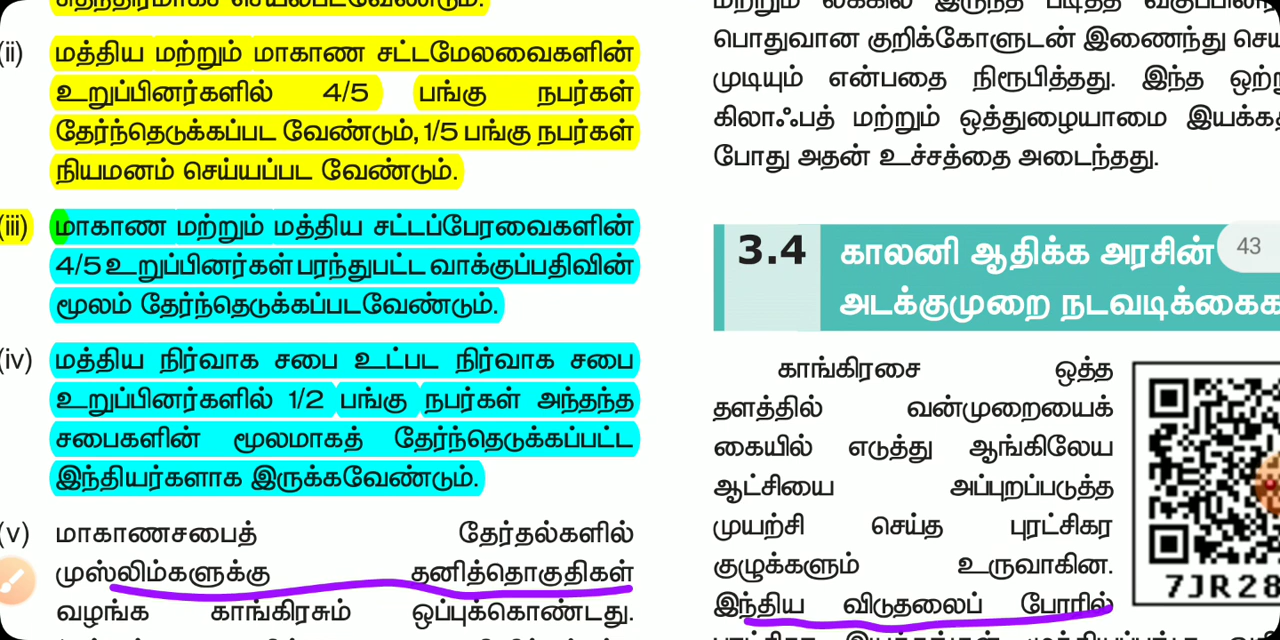 (ii) மத்திய மற்றும் மாகாண சட்டமேலவைகளின்
உறுப்பினர்களில் 4/5 பங்கு நபர்கள்
தேர்ந்தெடுக்கப்பட வேண்டும், 1/5 பங்கு நபர்கள்
நியமனம் செய்யப்பட வேண்டும்.
(iii) மாகாண மற்றும் மத்திய சட்டப்பேரவைகளின்
4/5 உறுப்பினர்கள் பரந்துபட்ட வாக்குப்பதிவின்
மூலம் தேர்ந்தெடுக்கப்படவேண்டும்.
(iv) மத்திய நிர்வாக சபை உட்பட நிர்வாக சபை
உறுப்பினர்களில் 1/2 பங்கு நபர்கள் அந்தந்த
சபைகளின் மூலமாகத் தேர்ந்தெடுக்கப்பட்ட
இந்தியர்களாக இருக்கவேண்டும்.
(v) மாகாணசபைத் தேர்தல்களில்
முஸ்லிம்களுக்கு தனித்தொகுதிகள்
வழங்க காங்கிரசும் ஒப்புக்கொண்டது.
பொதுவான குறிக்கோளுடன் இணைந்து செய
முடியும் என்பதை நிரூபித்தது. இந்த
கிலாஃபத் மற்றும் ஒத்துழையாமை
போது அதன் உச்சத்தை அடைந்தது.
43
3.4 காலனி ஆதிக்க அரசின்
அடக்குமுறை நடவடிக்கைக
காங்கிரசை ஒத்த
தளத்தில் வன்முறையைக்
கையில் எடுத்து ஆங்கிலேய
ஆட்சியை அப்புறப்படுத்த
முயற்சி செய்த புரட்சிகர
குழுக்களும் உருவாகின.
இந்திய விடுதலைப் போரில்
7JR28